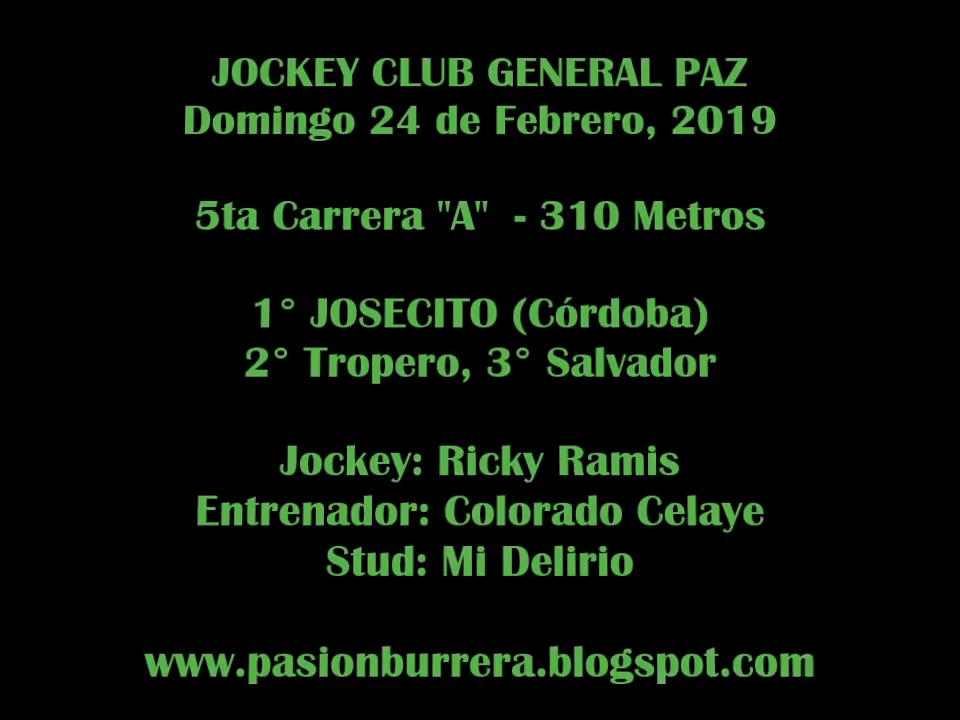 JOCKEY CLUB GENERAL PAZ
Domingo 24 de Febrero, 2019
5ta Carrera "A" - 310 Metros
1° JOSECITO (Córdoba)
2° Tropero, 3° Salvador
Jockey: Ricky Ramis
Entrenador: Colorado Celaye
Stud: Mi Delirio
www.pasionburrera.blogspot.com